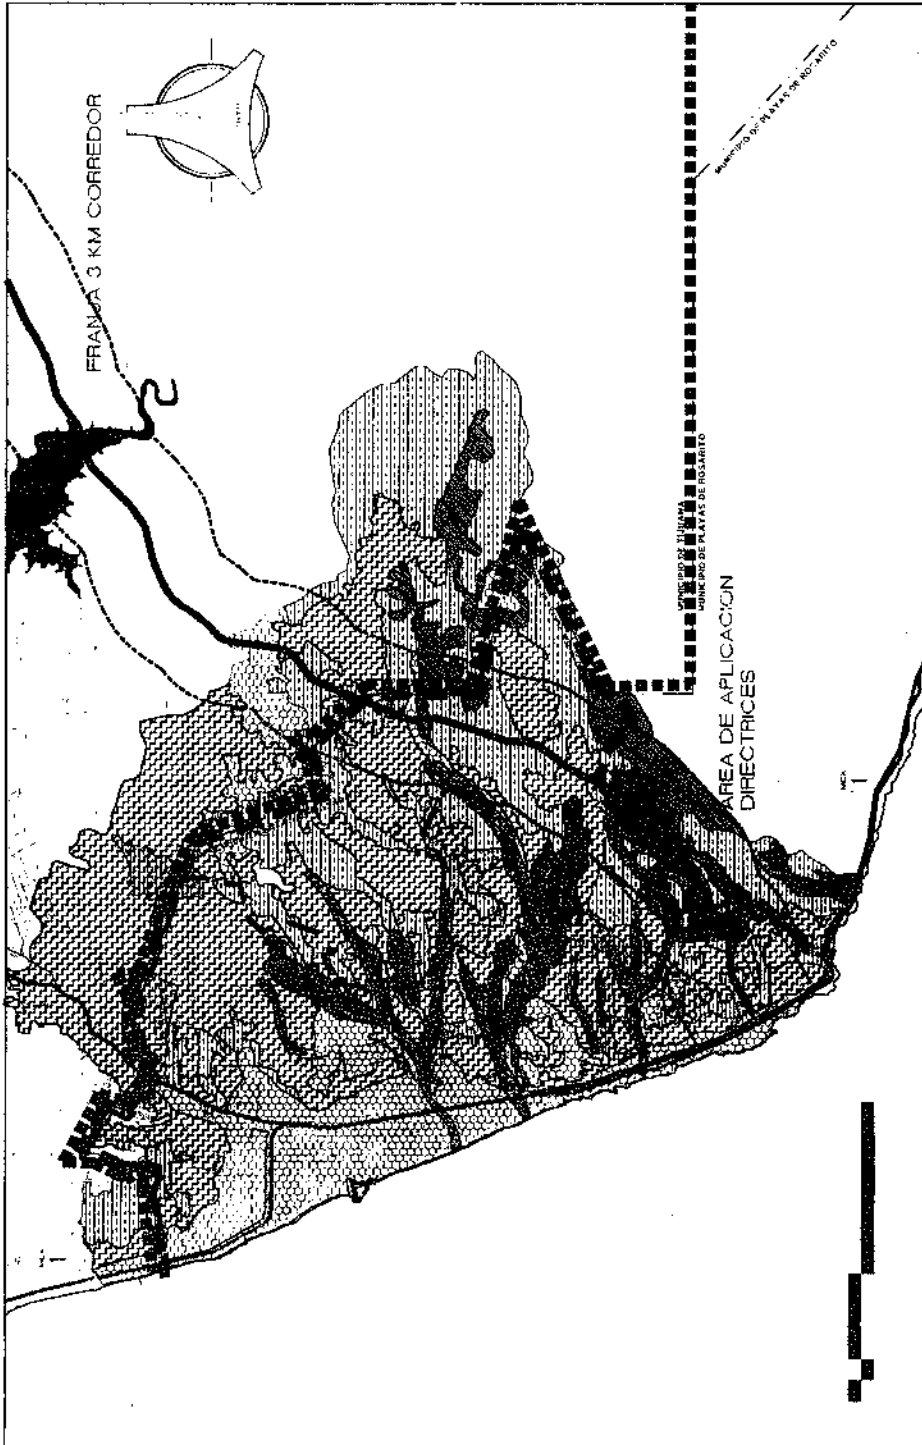 FRANJA 3 KM CORREDOR
MUNICIPIO DE PLAYAS DE ROSARITO
MUNICIPIO DE TIJUANA
MUNICIPIO DE PLAYAS DE ROSARITO
AREA DE APLICACION
DIRECTRICES